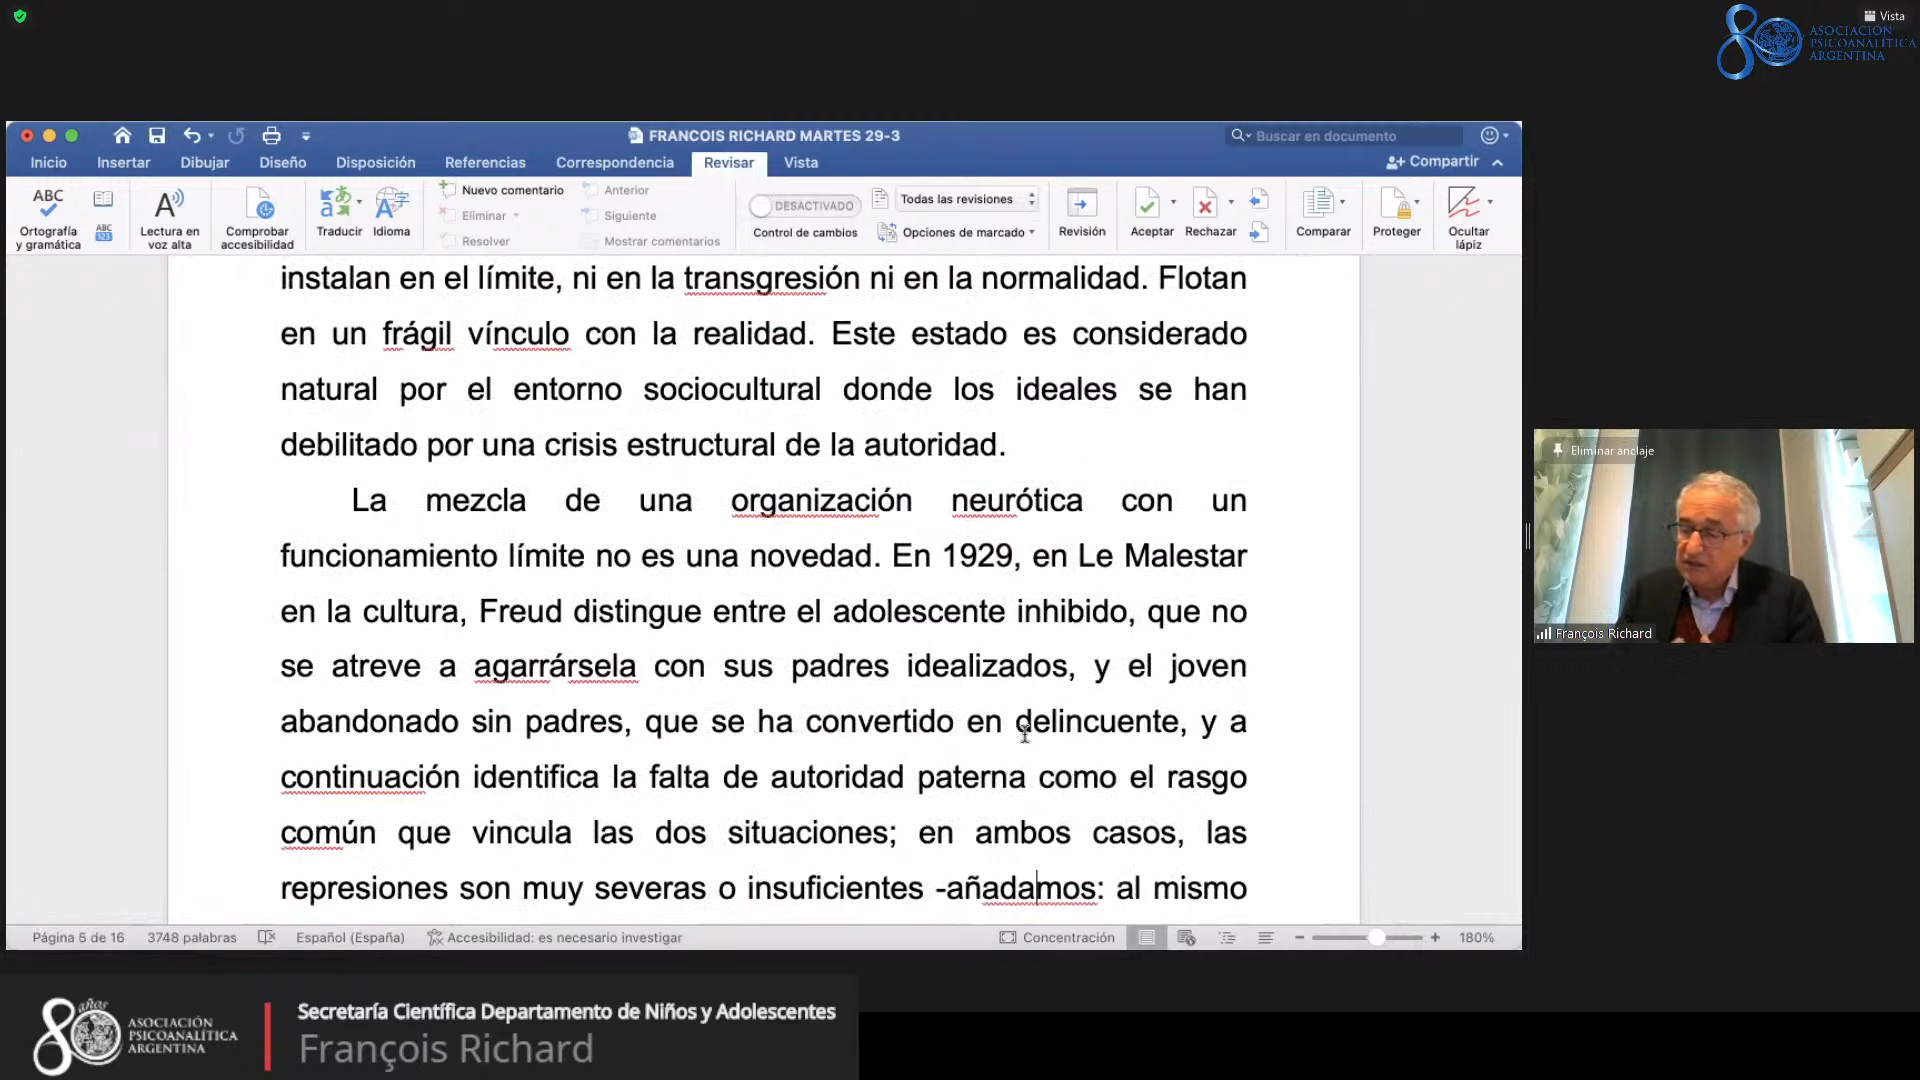 Vista
ASOCIACIÓN
PSICOANALÍTICA
ARGENTINA
FRANCOIS RICHARD MARTES 29-3
Buscar en documento
Inicio Insertar Dibujar Diseño Disposición Referencias Correspondencia Revisar Vista
Compartir
ABC
Ortografía
y gramática
ABC
123
Lectura en
voz alta
Comprobar
accesibilidad
Traducir
Idioma
Nuevo comentario
Eliminar
Resolver
Anterior
Siguiente
Mostrar comentarios
DESACTIVADO
Control de cambios
Todas las revisiones
Opciones de marcado
Revisión
Aceptar
Rechazar
Comparar
Proteger
Ocultar
lápiz
instalan en el límite, ni en la transgresión ni en la normalidad. Flotan
en un frágil vínculo con la realidad. Este estado es considerado
natural por el entorno sociocultural donde los ideales se han
debilitado por una crisis estructural de la autoridad.
La mezcla de una organización neurótica con un
funcionamiento límite no es una novedad. En 1929, en Le Malestar
en la cultura, Freud distingue entre el adolescente inhibido, que no
se atreve a agarrársela con sus padres idealizados, y el joven
abandonado sin padres, que se ha convertido en delincuente, y a
continuación identifica la falta de autoridad paterna como el rasgo
común que vincula las dos situaciones; en ambos casos, las
represiones son muy severas o insuficientes -añadamos: al mismo
Eliminar anclaje
François Richard
Página 5 de 16 3748 palabras Español (España) Accesibilidad: es necesario investigar Concentración 180%
80 años
ASOCIACIÓN
PSICOANALÍTICA
ARGENTINA
Secretaría Científica Departamento de Niños y Adolescentes
François Richard